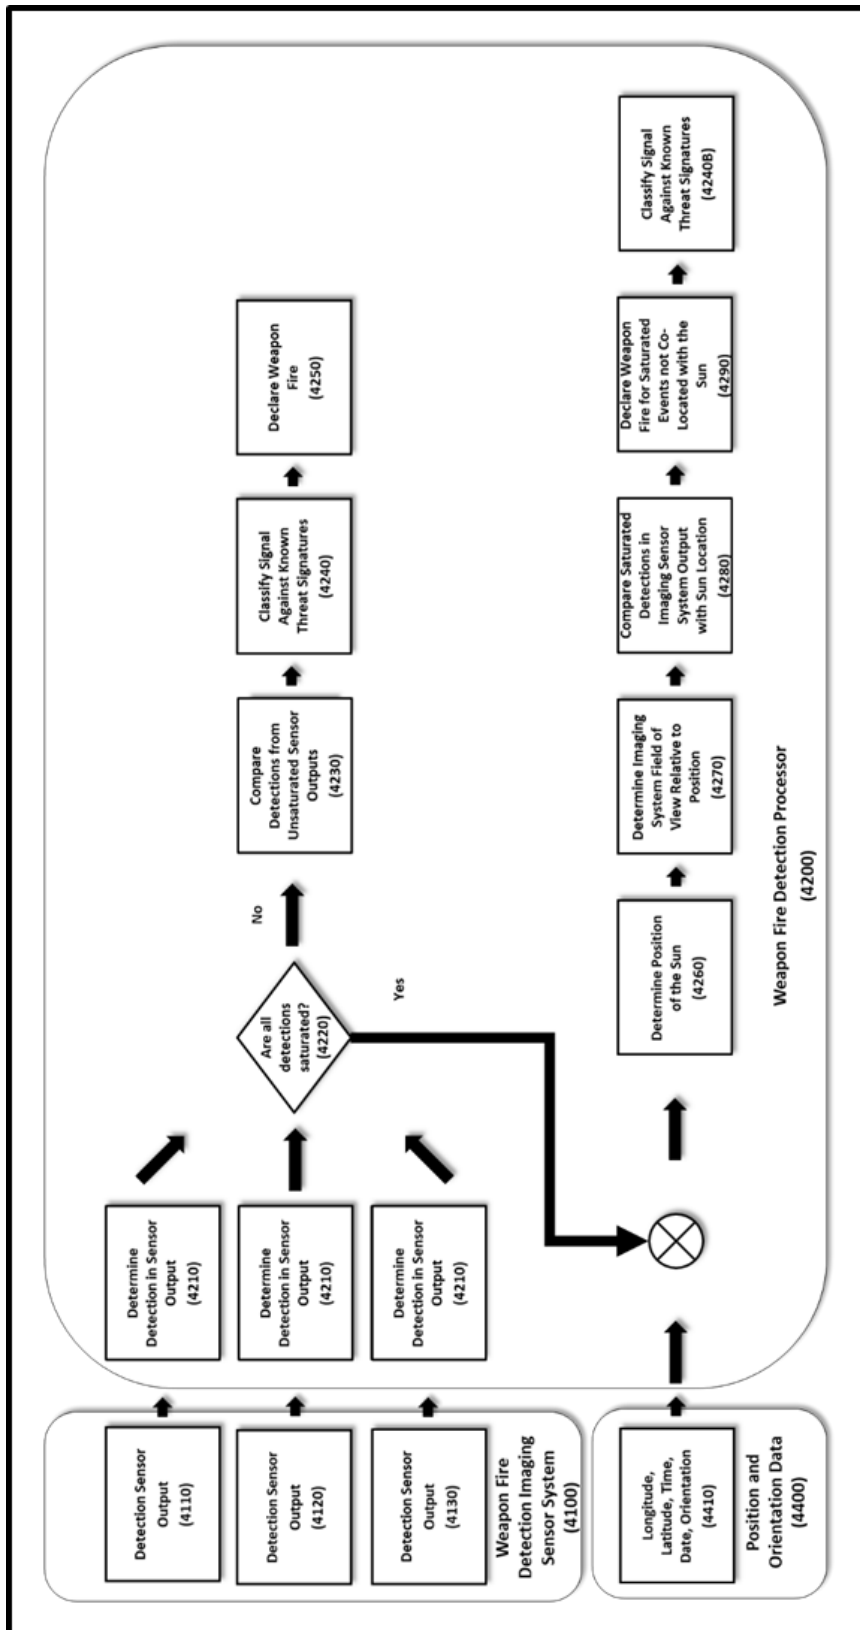 Detection Sensor
Output
(4110)
Detection Sensor
Output
(4120)
Detection Sensor
Output
(4130)
Weapon Fire
Detection Imaging
Sensor System
(4100)
Longitude,
Latitude, Time,
Date, Orientation
(4410)
Position and
Orientation Data
(4400)
Determine
Detection in Sensor
Output
(4210)
Determine
Detection in Sensor
Output
(4210)
Determine
Detection in Sensor
Output
(4210)
Are all
detections
saturated?
(4220)
No
Yes
Compare
Detections from
Unsaturated Sensor
Outputs
(4230)
Classify Signal
Against Known
Threat Signatures
(4240)
Declare Weapon
Fire
(4250)
Determine Position
of the Sun
(4260)
Determine Imaging
System Field of
View Relative to
Position
(4270)
Compare Saturated
Detections in
Imaging Sensor
System Output
with Sun Location
(4280)
Declare Weapon
Fire for Saturated
Events not Co-
Located with the
Sun
(4290)
Classify Signal
Against Known
Threat Signatures
(4240B)
Weapon Fire Detection Processor
(4200)